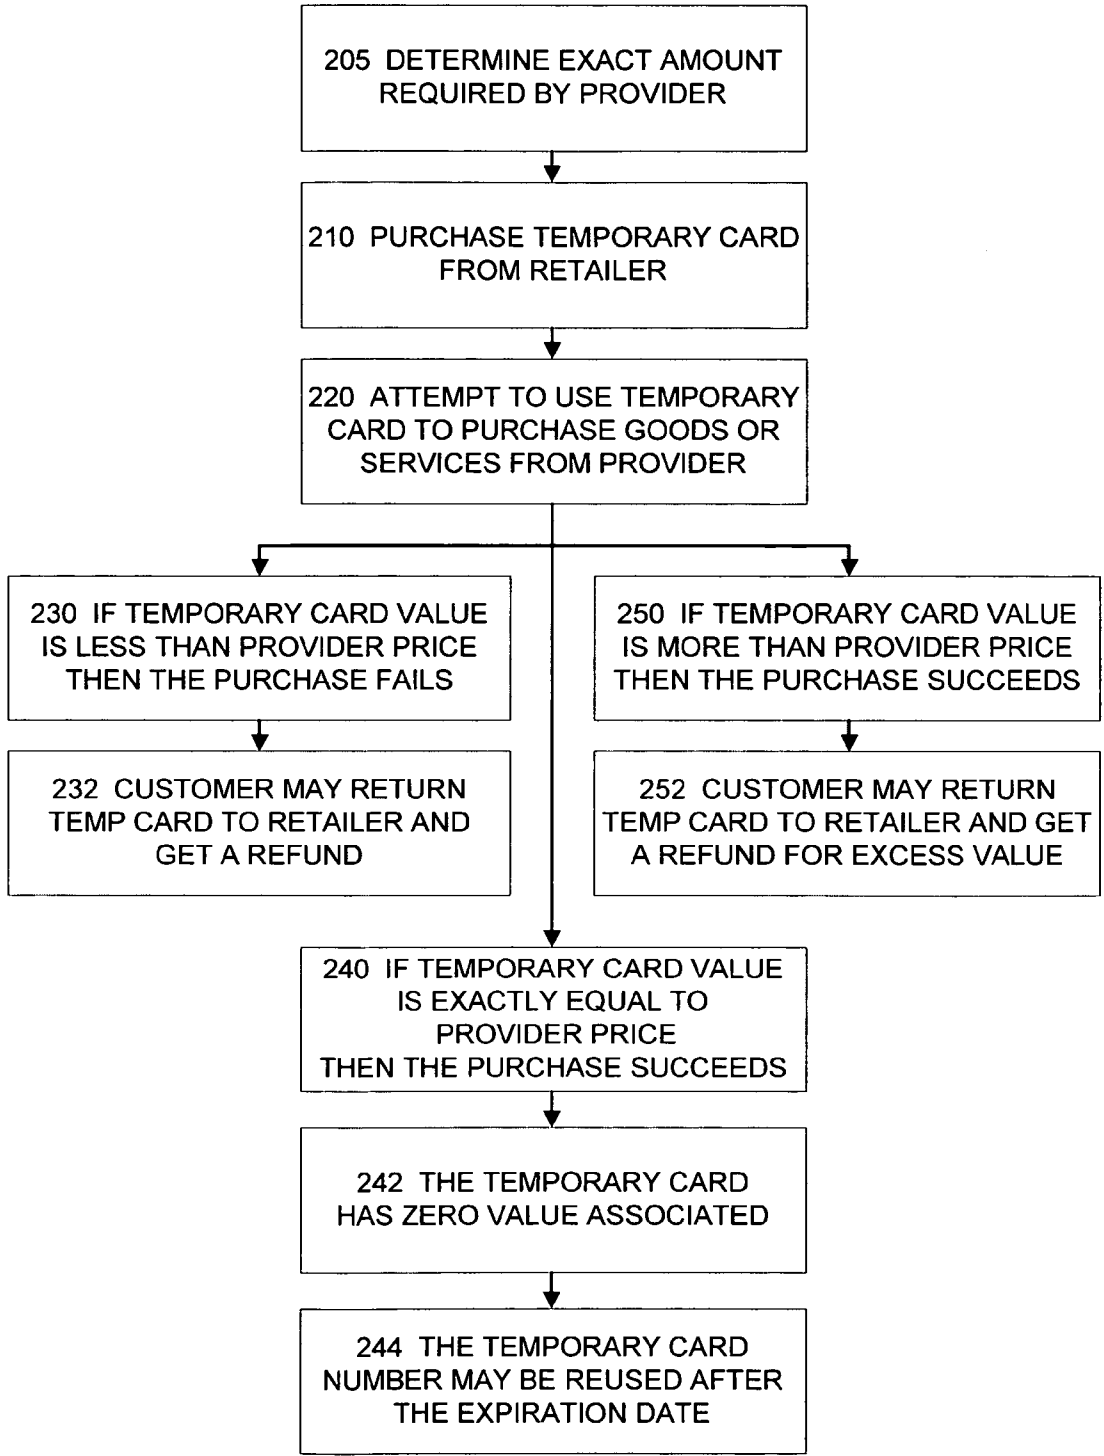 205 DETERMINE EXACT AMOUNT
REQUIRED BY PROVIDER
210 PURCHASE TEMPORARY CARD
FROM RETAILER
220 ATTEMPT TO USE TEMPORARY
CARD TO PURCHASE GOODS OR
SERVICES FROM PROVIDER
230 IF TEMPORARY CARD VALUE
IS LESS THAN PROVIDER PRICE
THEN THE PURCHASE FAILS
250 IF TEMPORARY CARD VALUE
IS MORE THAN PROVIDER PRICE
THEN THE PURCHASE SUCCEEDS
232 CUSTOMER MAY RETURN
TEMP CARD TO RETAILER AND
GET A REFUND
252 CUSTOMER MAY RETURN
TEMP CARD TO RETAILER AND GET
A REFUND FOR EXCESS VALUE
240 IF TEMPORARY CARD VALUE
IS EXACTLY EQUAL TO
PROVIDER PRICE
THEN THE PURCHASE SUCCEEDS
242 THE TEMPORARY CARD
HAS ZERO VALUE ASSOCIATED
244 THE TEMPORARY CARD
NUMBER MAY BE REUSED AFTER
THE EXPIRATION DATE